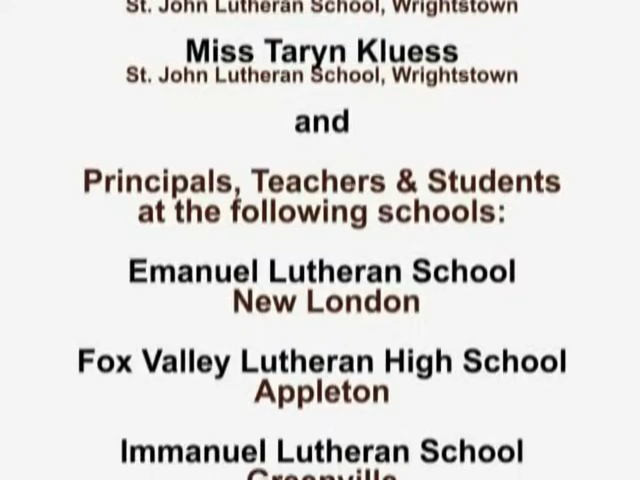 St. John Lutheran School, Wrightstown
Miss Taryn Kluess
St. John Lutheran School, Wrightstown
and
Principals, Teachers & Students
at the following schools:
Emanuel Lutheran School
New London
Fox Valley Lutheran High School
Appleton
Immanuel Lutheran School
Greenville